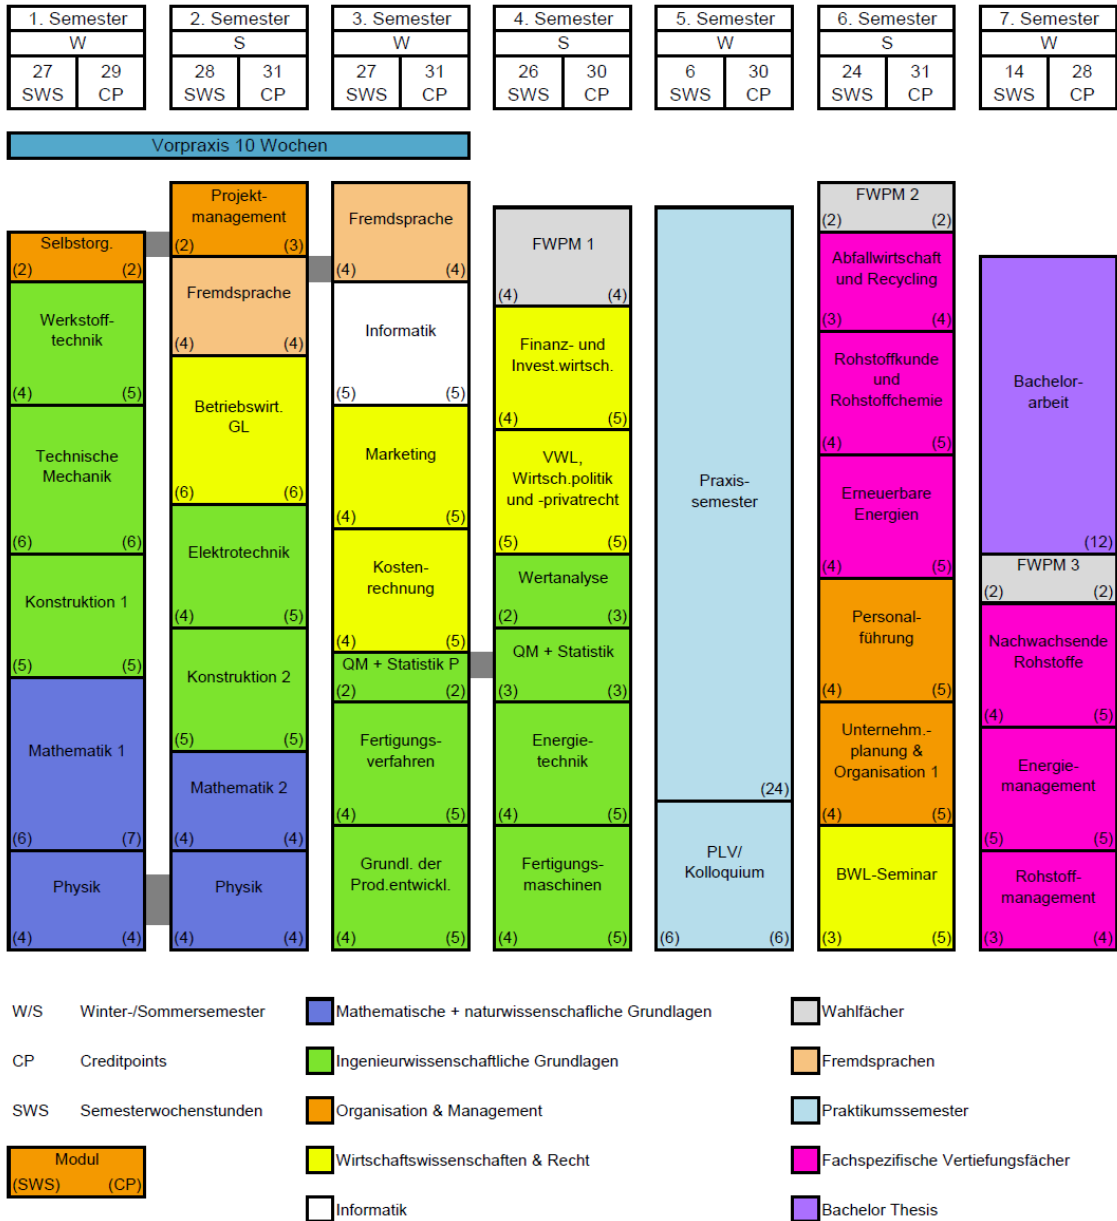 1. Semester
W
27 29
SWS CP
2. Semester
S
28 31
SWS CP
3. Semester
W
27 31
SWS CP
4. Semester
S
26 30
SWS CP
5. Semester
W
6 30
SWS CP
6. Semester
S
24 31
SWS CP
7. Semester
W
14 28
SWS CP
Vorpraxis 10 Wochen
Selbstorg.
(2) (2)
Werkstoff-
technik
(4) (5)
Technische
Mechanik
(6) (6)
Konstruktion 1
(5) (5)
Mathematik 1
(6) (7)
Physik
(4) (4)
Projekt-
management
(2) (3)
Fremdsprache
(4) (4)
Betriebswirt.
GL
(6) (6)
Elektrotechnik
(4) (5)
Konstruktion 2
(5) (5)
Mathematik 2
(4) (4)
Physik
(4) (4)
Fremdsprache
(4) (4)
Informatik
(5) (5)
Marketing
(4) (5)
Kosten-
rechnung
(4) (5)
QM + Statistik P
(2) (2)
Fertigungs-
verfahren
(4) (5)
Grundl. der
Prod.entwickl.
(4) (5)
FWPM 1
(4) (4)
Finanz- und
Invest.wirtsch.
(4) (5)
VWL,
Wirtsch.politik
und -privatrecht
(5) (5)
Wertanalyse
(2) (3)
QM + Statistik
(3) (3)
Energie-
technik
(4) (5)
Fertigungs-
maschinen
(4) (5)
Praxis-
semester
(24)
PLV/
Kolloquium
(6) (6)
FWPM 2
(2) (2)
Abfallwirtschaft
und Recycling
(3) (4)
Rohstoffkunde
und
Rohstoffchemie
(4) (5)
Erneuerbare
Energien
(4) (5)
Personal-
führung
(4) (5)
Unternehm.-
planung &
Organisation 1
(4) (5)
BWL-Seminar
(3) (5)
Bachelor-
arbeit
(12)
FWPM 3
(2) (2)
Nachwachsende
Rohstoffe
(4) (5)
Energie-
management
(5) (5)
Rohstoff-
management
(3) (4)
W/S Winter-/Sommersemester
CP Creditpoints
SWS Semesterwochenstunden
Modul
(SWS) (CP)
Mathematische + naturwissenschafliche Grundlagen
Ingenieurwissenschaftliche Grundlagen
Organisation & Management
Wirtschaftswissenschaften & Recht
Informatik
Wahlfächer
Fremdsprachen
Praktikumssemester
Fachspezifische Vertiefungsfächer
Bachelor Thesis